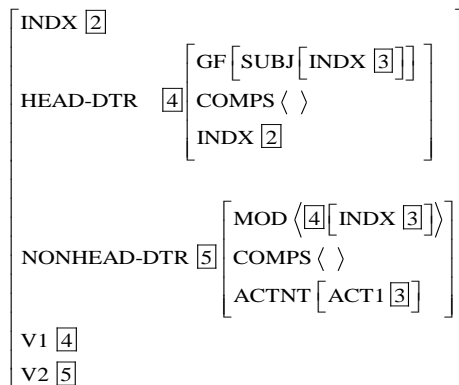 INDX 2
GF[SUBJ[INDX 3]]
HEAD-DTR 4 COMPS⟨ ⟩
INDX 2
MOD⟨4[INDX 3]⟩
NONHEAD-DTR 5 COMPS⟨ ⟩
ACTNT[ACT1 3]
V1 4
V2 5